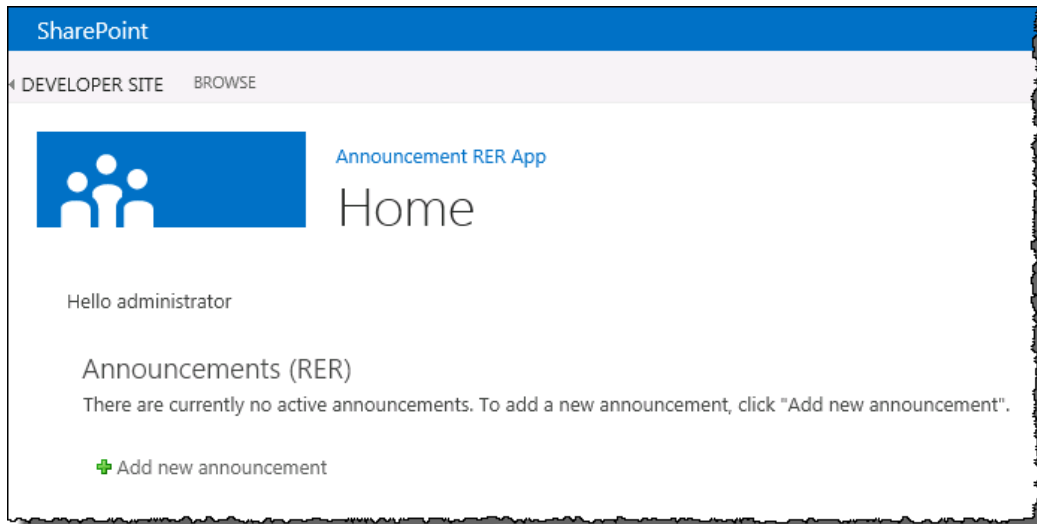 SharePoint
DEVELOPER SITE BROWSE
Announcement RER App
Home
Hello administrator
Announcements (RER)
There are currently no active announcements. To add a new announcement, click "Add new announcement".
Add new announcement